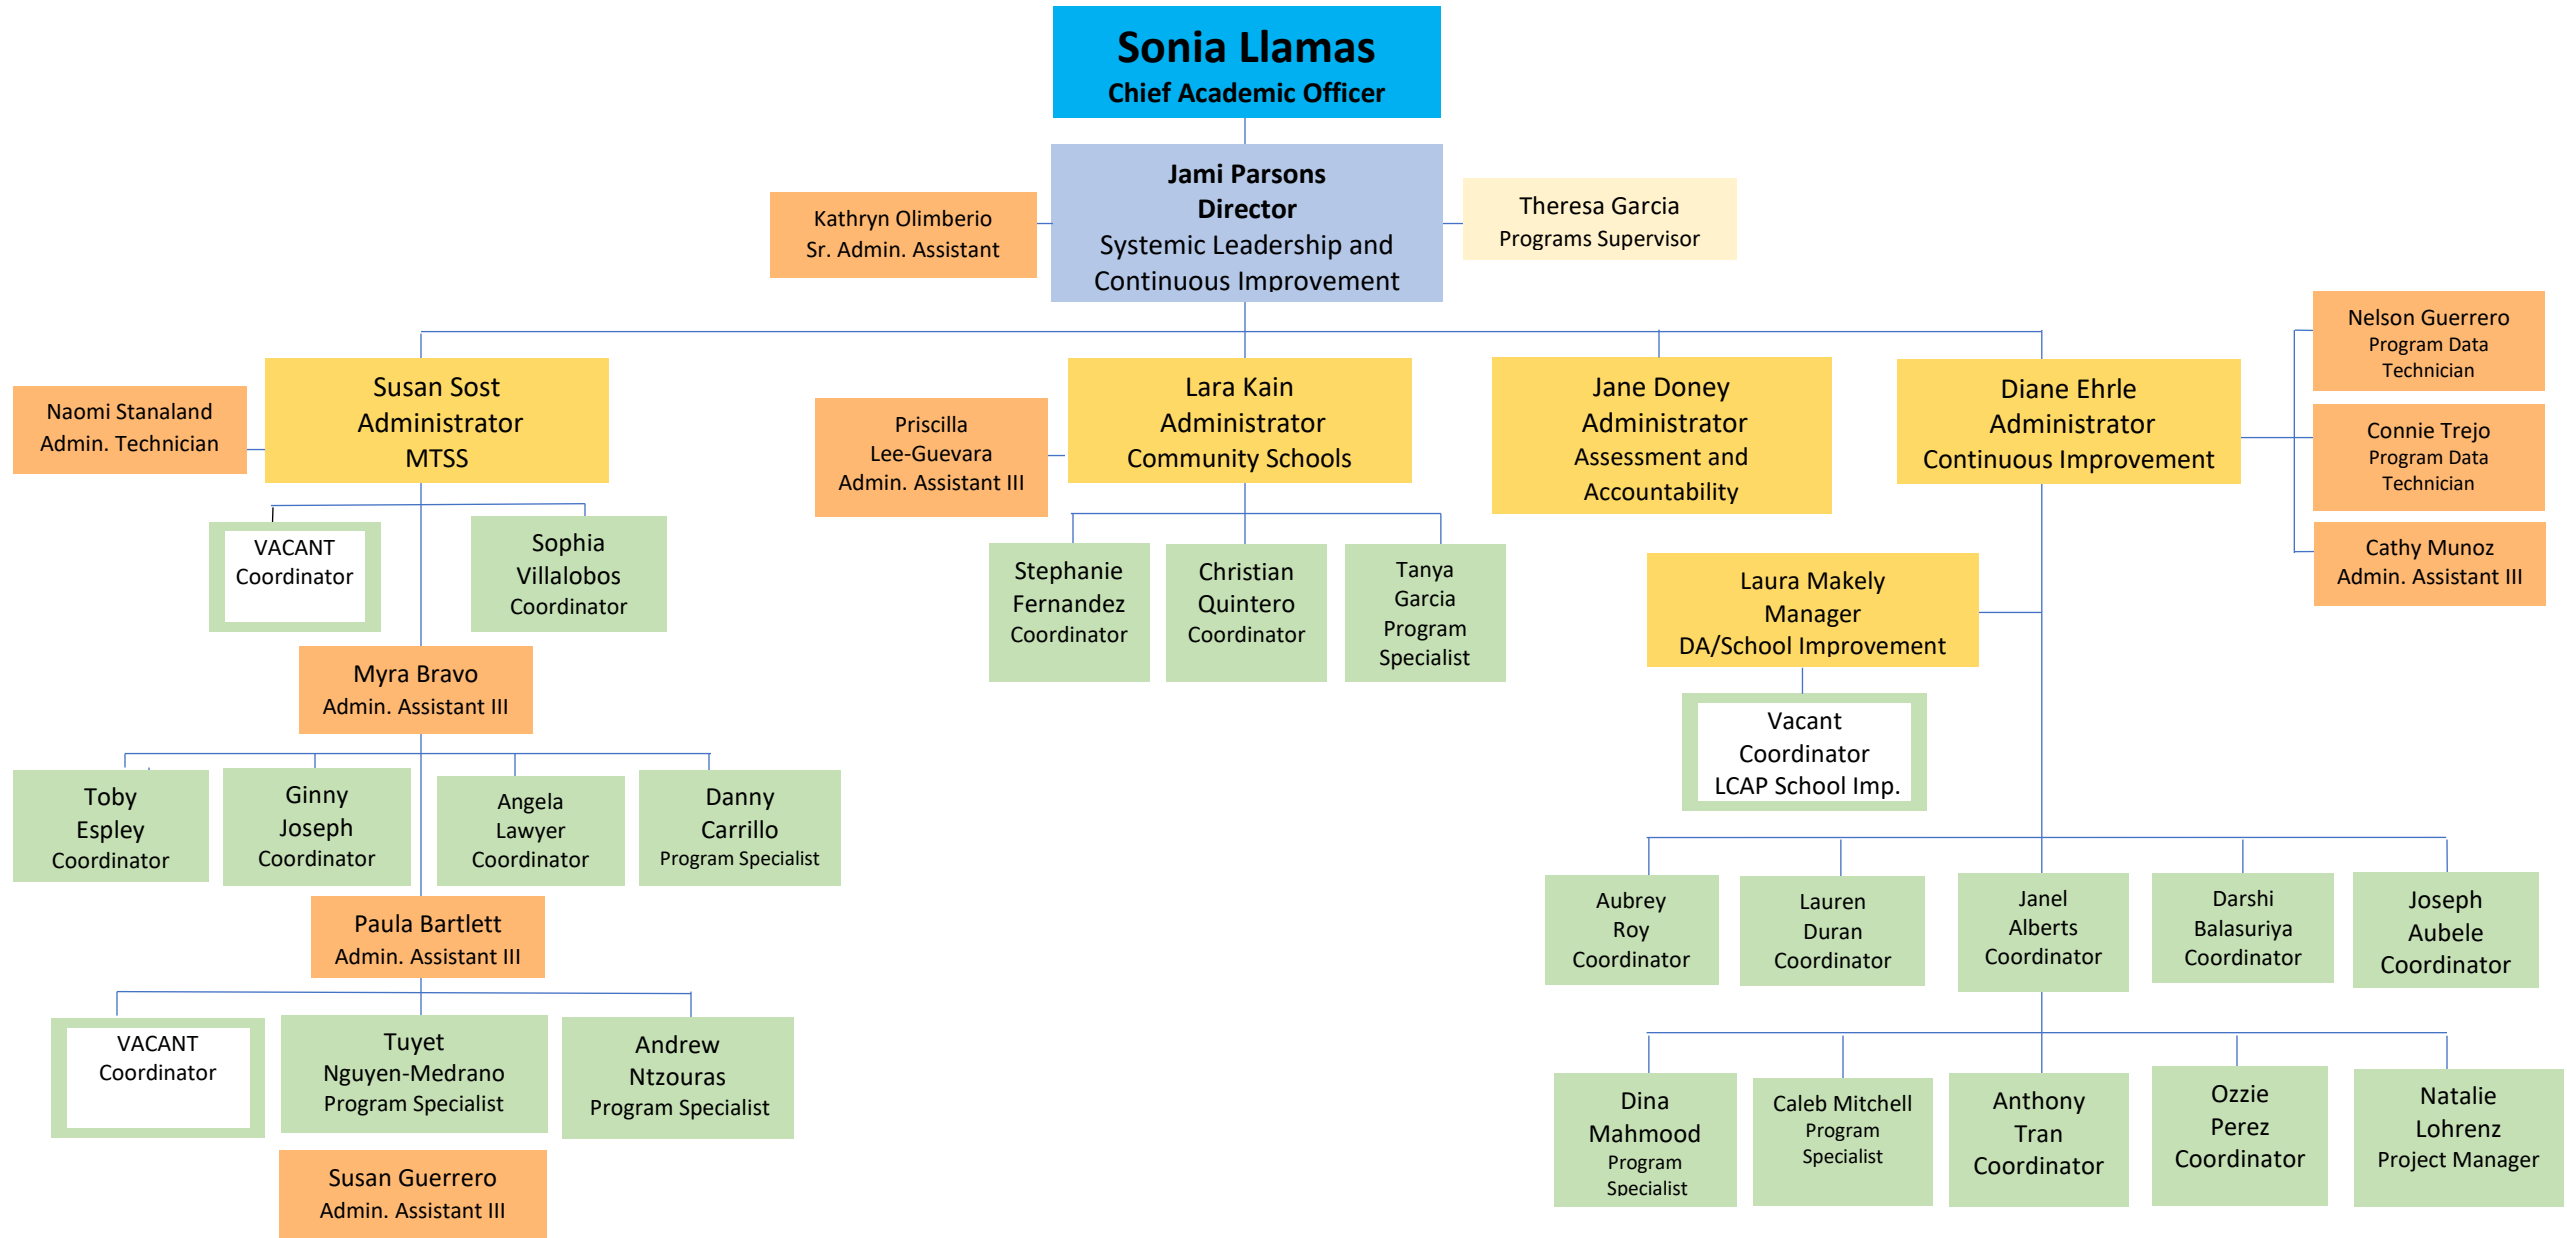 Sonia Llamas
Chief Academic Officer
Jami Parsons
Director
Systemic Leadership and
Continuous Improvement
Kathryn Olimberio
Sr. Admin. Assistant
Theresa Garcia
Programs Supervisor
Nelson Guerrero
Program Data
Technician
Connie Trejo
Program Data
Technician
Cathy Munoz
Admin. Assistant III
Naomi Stanaland
Admin. Technician
Susan Sost
Administrator
MTSS
Priscilla
Lee-Guevara
Admin. Assistant III
Lara Kain
Administrator
Community Schools
Jane Doney
Administrator
Assessment and
Accountability
Diane Ehrle
Administrator
Continuous Improvement
VACANT
Coordinator
Sophia
Villalobos
Coordinator
Stephanie
Fernandez
Coordinator
Christian
Quintero
Coordinator
Tanya
Garcia
Program
Specialist
Laura Makely
Manager
DA/School Improvement
Vacant
Coordinator
LCAP School Imp.
Myra Bravo
Admin. Assistant III
Toby
Espley
Coordinator
Ginny
Joseph
Coordinator
Angela
Lawyer
Coordinator
Danny
Carrillo
Program Specialist
Paula Bartlett
Admin. Assistant III
Aubrey
Roy
Coordinator
Lauren
Duran
Coordinator
Janel
Alberts
Coordinator
Darshi
Balasuriya
Coordinator
Joseph
Aubele
Coordinator
VACANT
Coordinator
Tuyet
Nguyen-Medrano
Program Specialist
Andrew
Ntzouras
Program Specialist
Susan Guerrero
Admin. Assistant III
Dina
Mahmood
Program
Specialist
Caleb Mitchell
Program
Specialist
Anthony
Tran
Coordinator
Ozzie
Perez
Coordinator
Natalie
Lohrenz
Project Manager